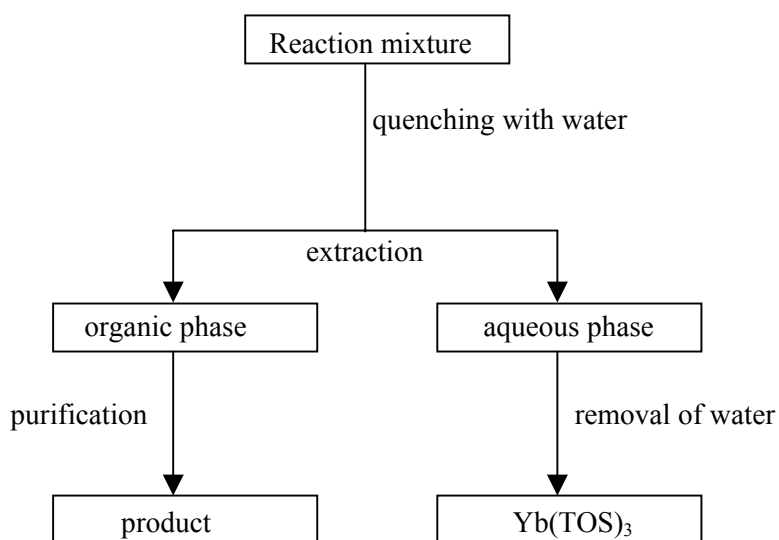 Reaction mixture
quenching with water
extraction
organic phase
aqueous phase
purification
removal of water
product
Yb(TOS)₃